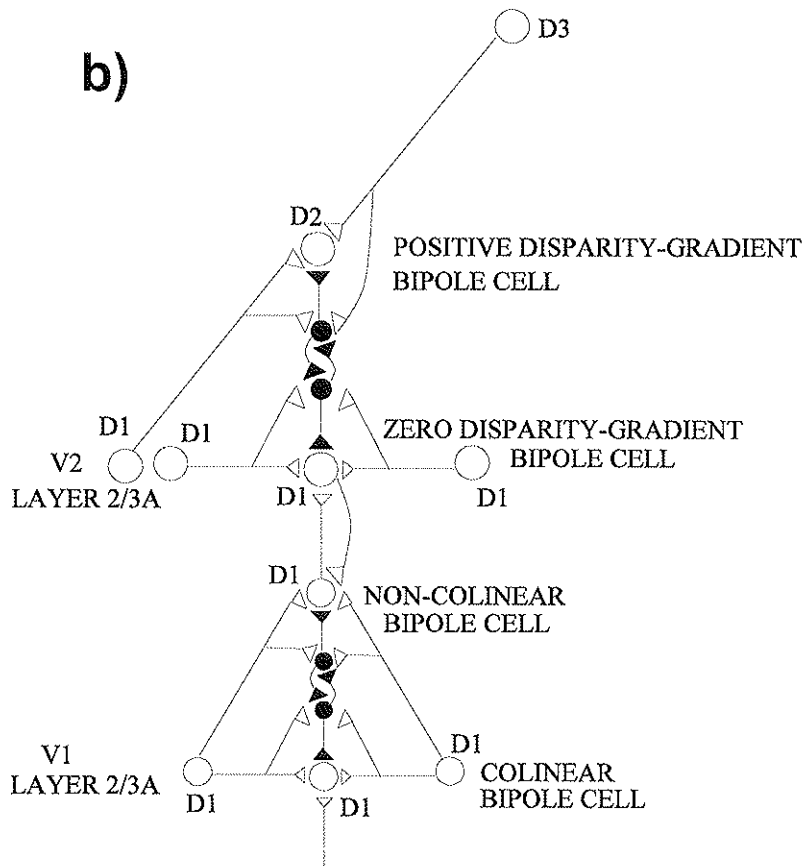 D3
b)
D2
POSITIVE DISPARITY-GRADIENT
BIPOLE CELL
D1
D1
ZERO DISPARITY-GRADIENT
BIPOLE CELL
V2
LAYER 2/3A
D1
D1
D1
NON-COLINEAR
BIPOLE CELL
V1
LAYER 2/3A
D1
D1
D1
COLINEAR
BIPOLE CELL